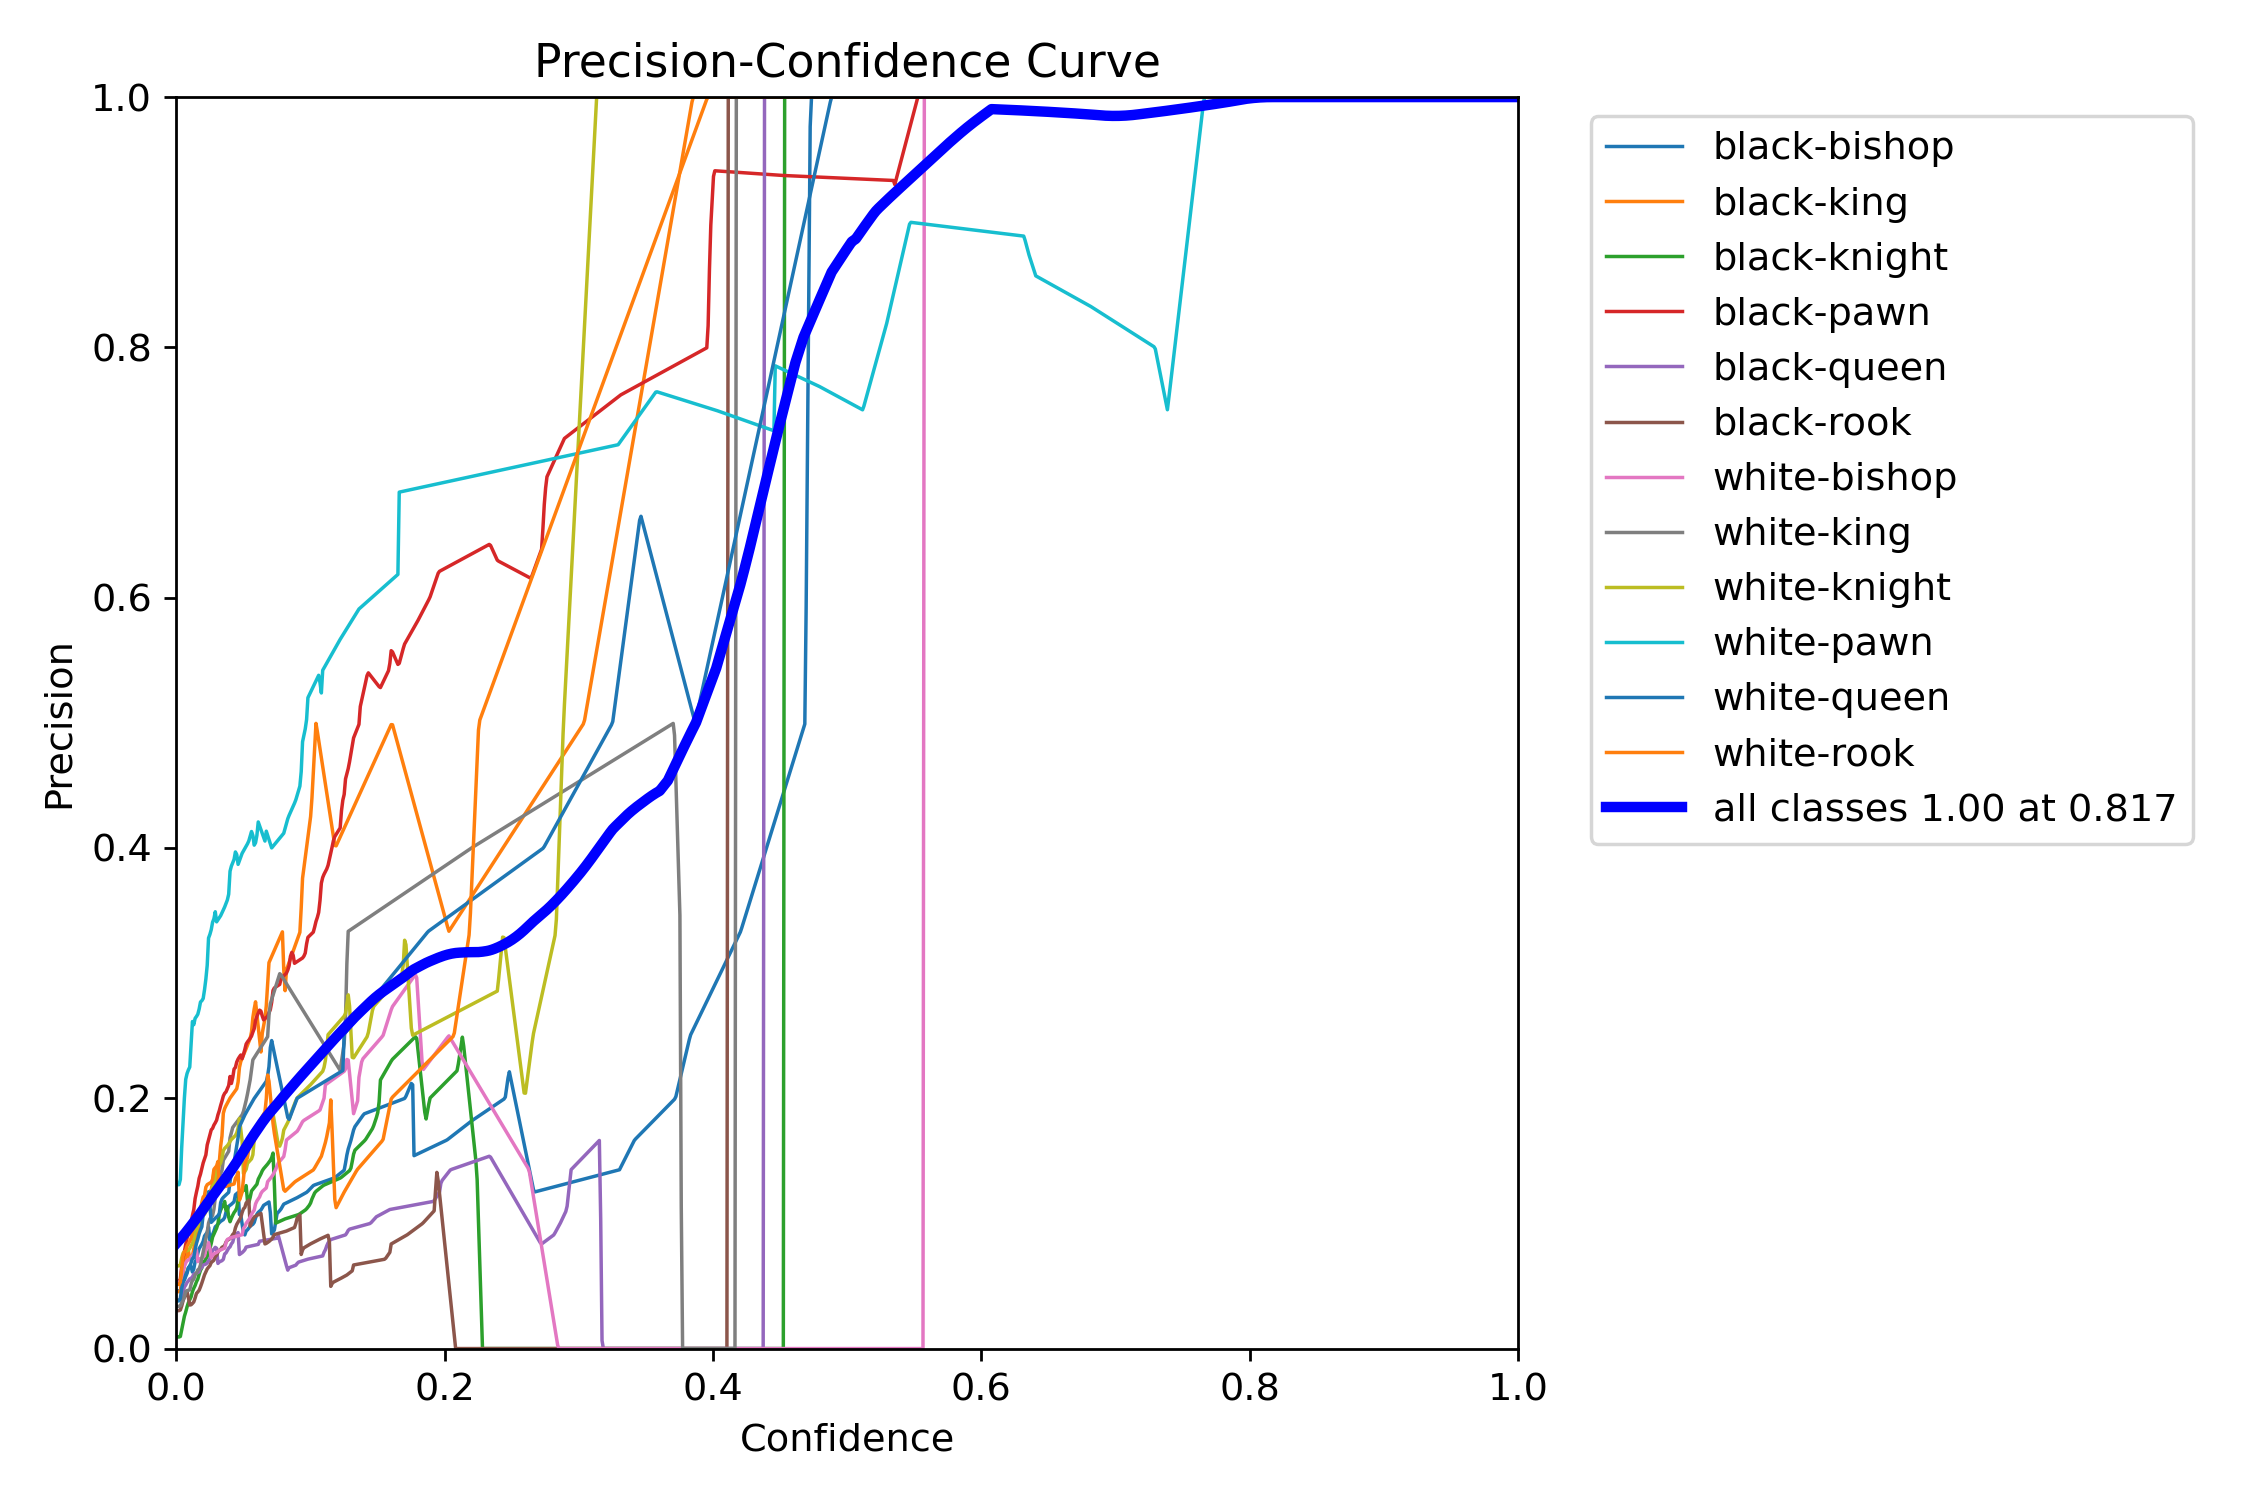 Precision-Confidence Curve
1.0
0.8
0.6
0.4
0.2
0.0
Precision
0.0 0.2 0.4 0.6 0.8 1.0
Confidence
black-bishop
black-king
black-knight
black-pawn
black-queen
black-rook
white-bishop
white-king
white-knight
white-pawn
white-queen
white-rook
all classes 1.00 at 0.817